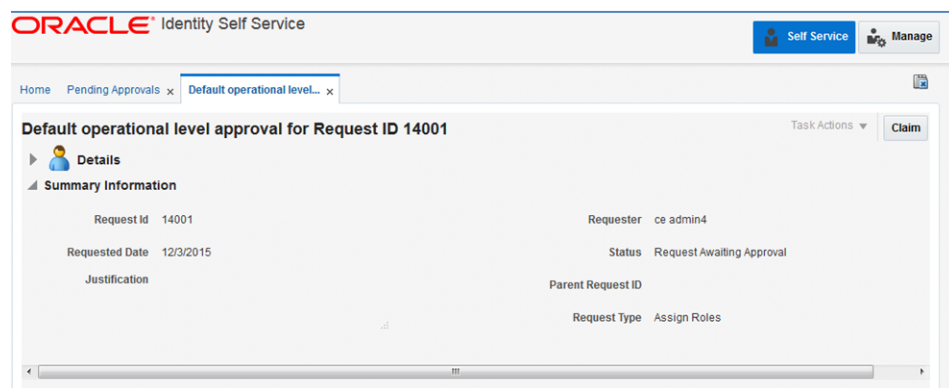 ORACLE Identity Self Service
Self Service Manage
Home Pending Approvals x Default operational level... x
Default operational level approval for Request ID 14001
Task Actions Claim
Details
Summary Information
Request Id 14001 Requester ce admin4
Requested Date 12/3/2015 Status Request Awaiting Approval
Justification Parent Request ID
Request Type Assign Roles